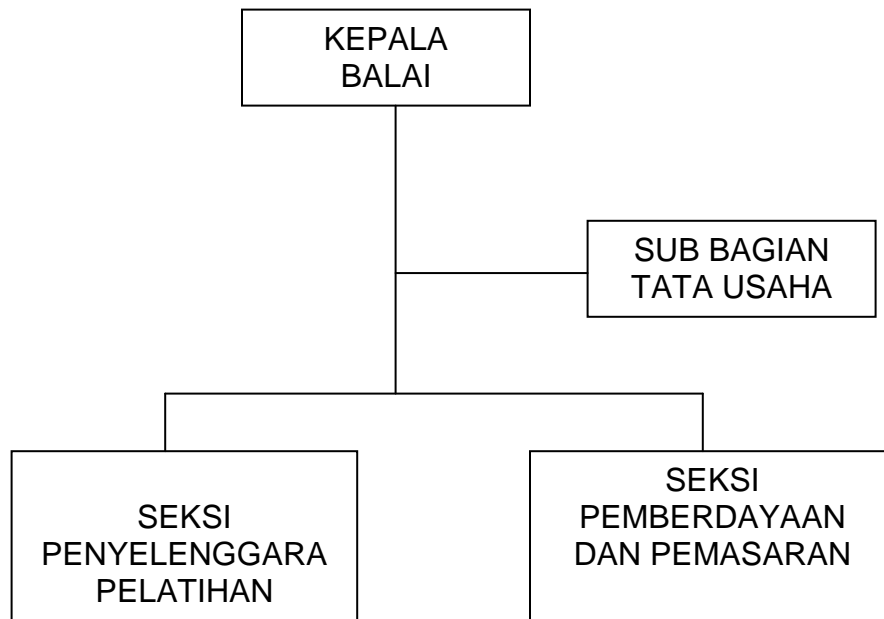 KEPALA
BALAI
SUB BAGIAN
TATA USAHA
SEKSI
PENYELENGGARA
PELATIHAN
SEKSI
PEMBERDAYAAN
DAN PEMASARAN